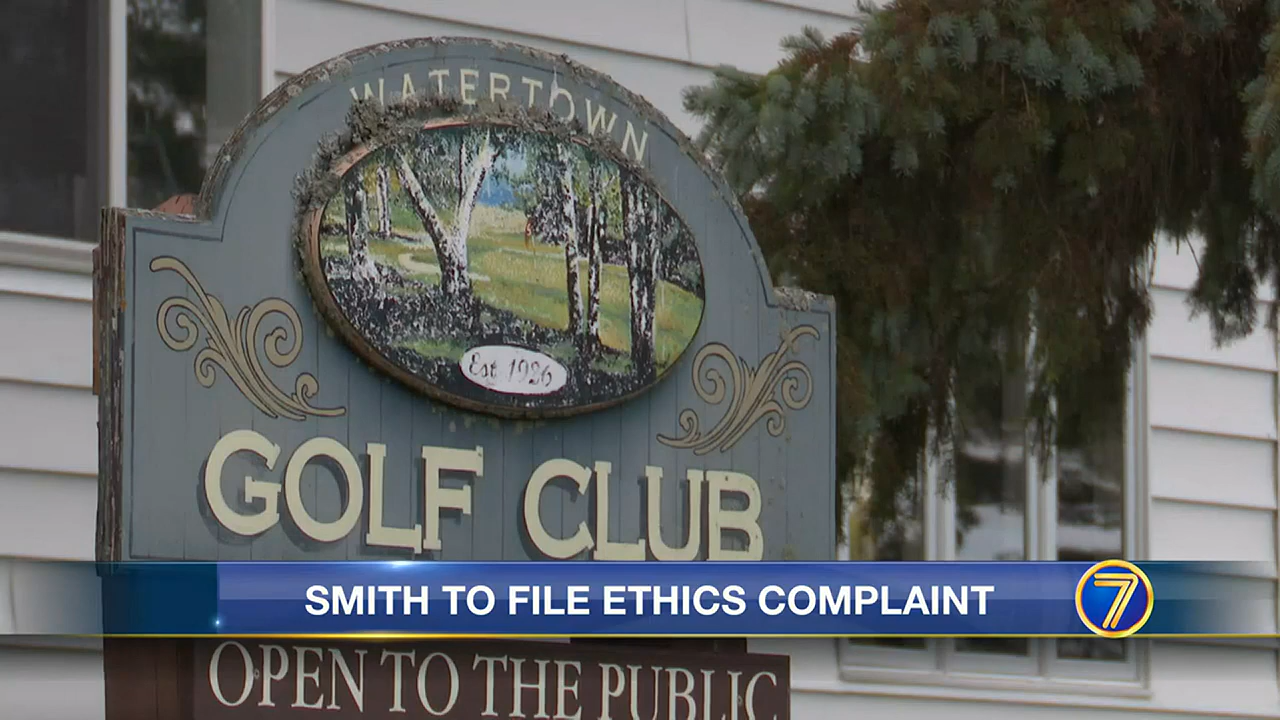 WATERTOWN
Est 1926
GOLF CLUB
SMITH TO FILE ETHICS COMPLAINT
7
OPEN TO THE PUBLIC